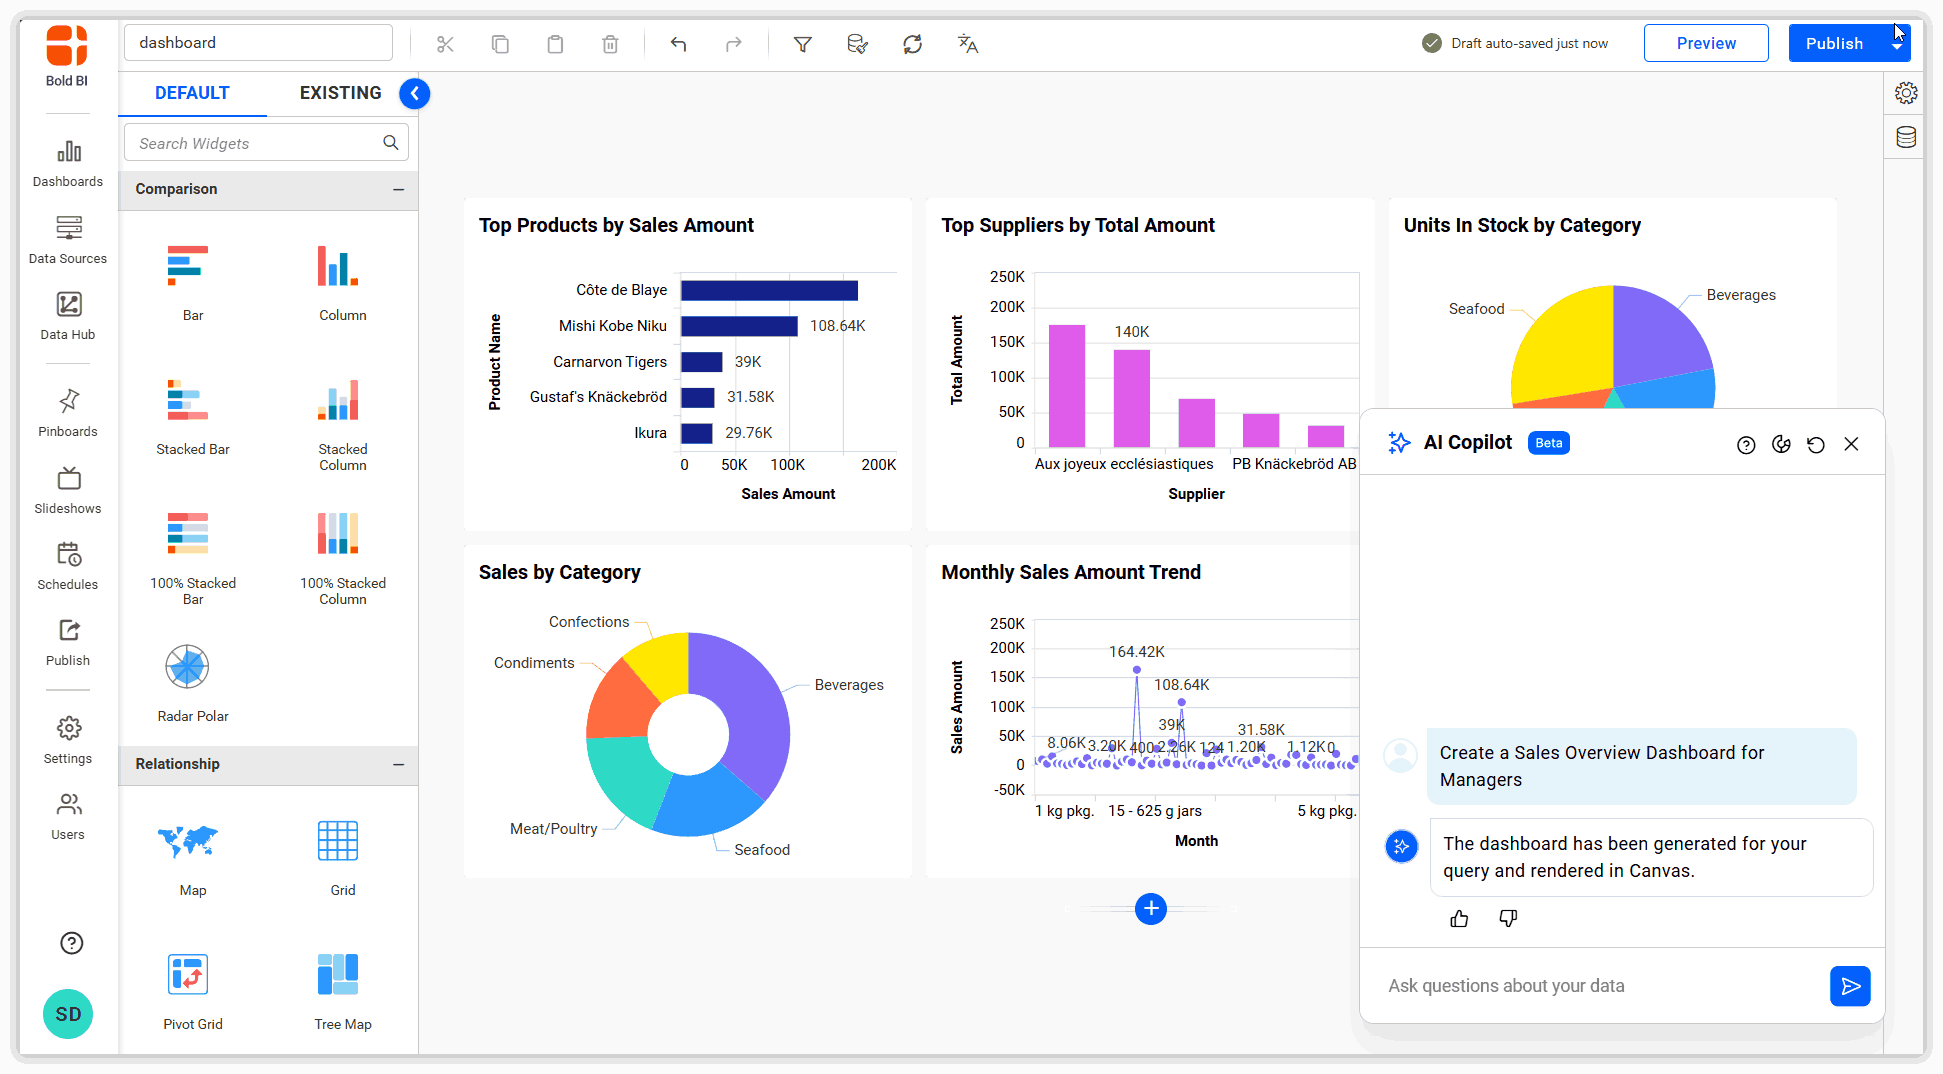 Bold BI
dashboard
Draft auto-saved just now
Preview
Publish
DEFAULT
EXISTING
Search Widgets
Comparison
Bar
Column
Stacked Bar
Stacked
Column
100% Stacked
Bar
100% Stacked
Column
Radar Polar
Relationship
Map
Grid
Pivot Grid
Tree Map
Dashboards
Data Sources
Data Hub
Pinboards
Slideshows
Schedules
Publish
Settings
Users
SD
Top Products by Sales Amount
Product Name
Côte de Blaye
Mishi Kobe Niku
108.64K
Carnarvon Tigers
39K
Gustaf's Knäckebröd
31.58K
Ikura
29.76K
0
50K
100K
200K
Sales Amount
Top Suppliers by Total Amount
Total Amount
250K
200K
150K
100K
50K
0
140K
Aux joyeux ecclésiastiques
PB Knäckebröd AB
Supplier
Units In Stock by Category
Seafood
Beverages
Sales by Category
Confections
Condiments
Beverages
Meat/Poultry
Seafood
Monthly Sales Amount Trend
Sales Amount
250K
200K
150K
100K
50K
0
-50K
164.42K
108.64K
39K
31.58K
8.06K
3.20K
400
2.26K
124
1.20K
1.12K
0
1 kg pkg.
15 - 625 g jars
5 kg pkg.
Month
AI Copilot
Beta
Create a Sales Overview Dashboard for
Managers
The dashboard has been generated for your
query and rendered in Canvas.
Ask questions about your data